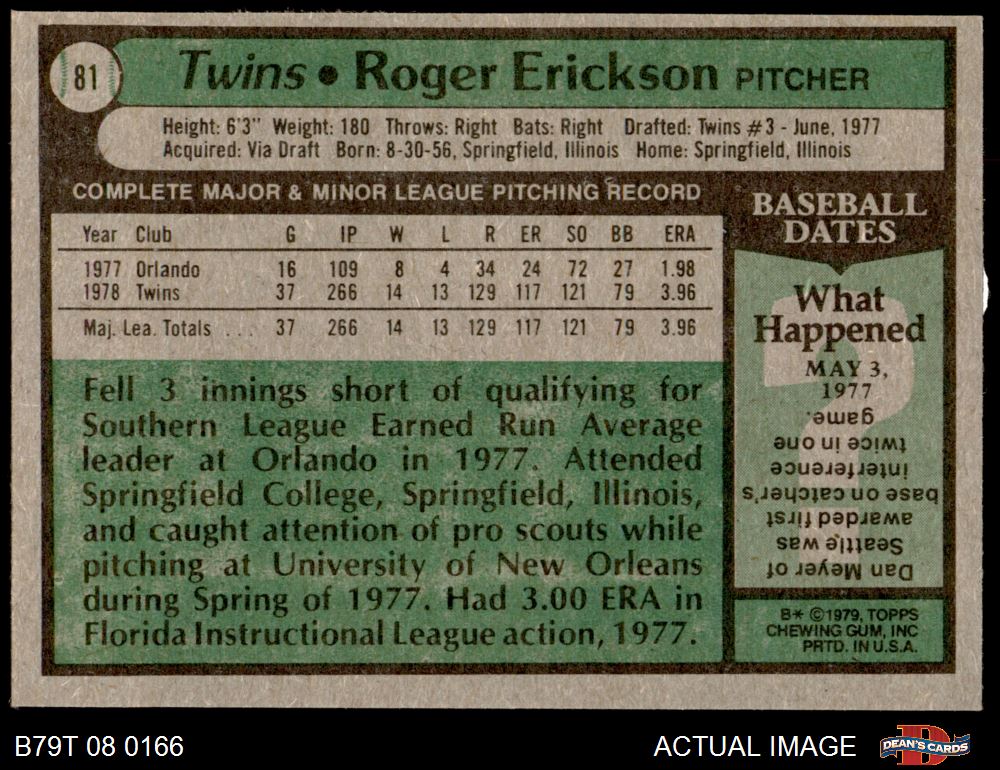 81
Twins • Roger Erickson PITCHER
Height: 6'3" Weight: 180 Throws: Right Bats: Right Drafted: Twins #3 - June, 1977
Acquired: Via Draft Born: 8-30-56, Springfield, Illinois Home: Springfield, Illinois
COMPLETE MAJOR & MINOR LEAGUE PITCHING RECORD
Year Club G IP W L R ER SO BB ERA
1977 Orlando 16 109 8 4 34 24 72 27 1.98
1978 Twins 37 266 14 13 129 117 121 79 3.96
Maj. Lea. Totals . . . 37 266 14 13 129 117 121 79 3.96
Fell 3 innings short of qualifying for
Southern League Earned Run Average
leader at Orlando in 1977. Attended
Springfield College, Springfield, Illinois,
and caught attention of pro scouts while
pitching at University of New Orleans
during Spring of 1977. Had 3.00 ERA in
Florida Instructional League action, 1977.
BASEBALL
DATES
What
Happened
MAY 3,
1977
Dan Meyer of
Seattle was
awarded first
base on catcher's
interference
twice in one
game.
B* ©1979, TOPPS
CHEWING GUM, INC
PRTD. IN U.S.A.
B79T 08 0166
ACTUAL IMAGE
D
DEAN'S CARDS